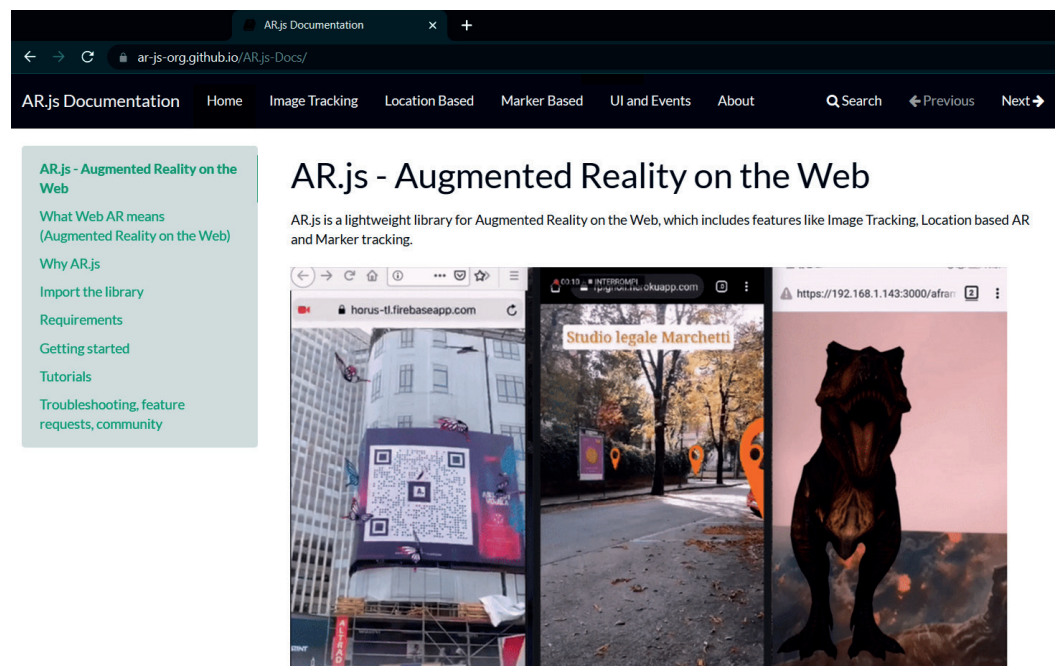 AR.js Documentation
ar-js-org.github.io/AR.js-Docs/
AR.js Documentation Home Image Tracking Location Based Marker Based UI and Events About Search Previous Next
AR.js - Augmented Reality on the
Web
What Web AR means
(Augmented Reality on the Web)
Why AR.js
Import the library
Requirements
Getting started
Tutorials
Troubleshooting, feature
requests, community
AR.js - Augmented Reality on the Web
AR.js is a lightweight library for Augmented Reality on the Web, which includes features like Image Tracking, Location based AR
and Marker tracking.
horus-tl.firebaseapp.com
ALTRAD
00:10
Studio legale Marchetti
https://192.168.1.143:3000/afran
2